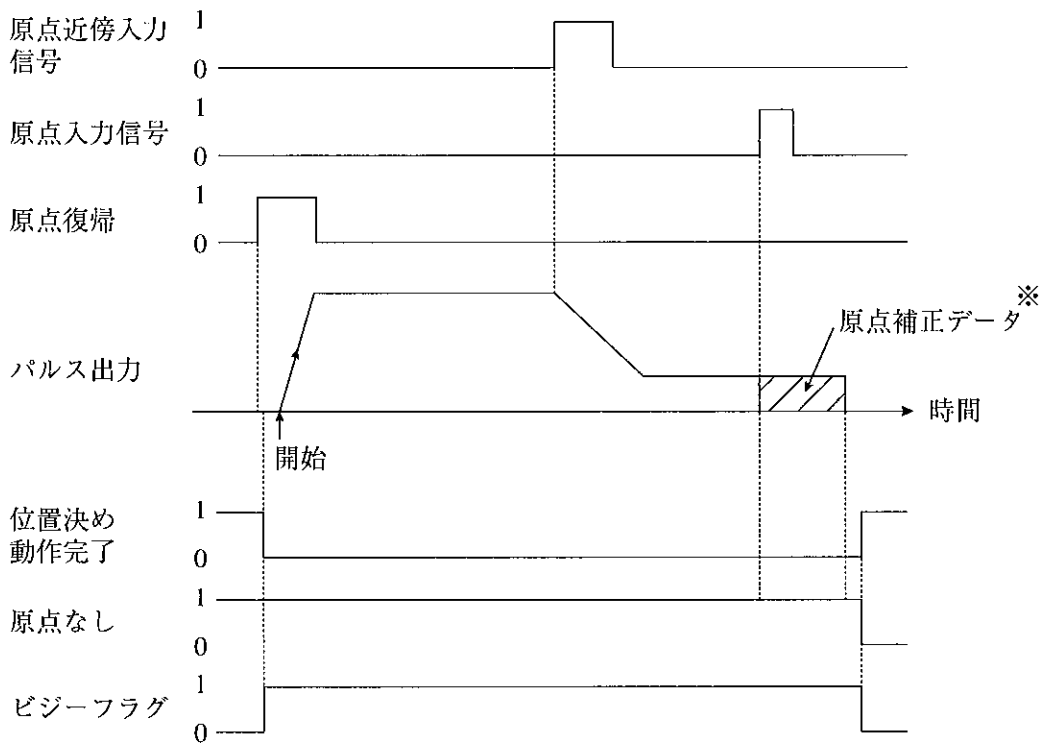 原点近傍入力
信号
1
0
原点入力信号
1
0
原点復帰
1
0
パルス出力
原点補正データ※
時間
開始
位置決め
動作完了
1
0
原点なし
1
0
ビジーフラグ
1
0